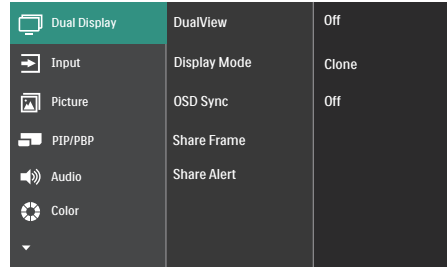 Dual Display
DualView
Off
Input
Display Mode
Clone
Picture
OSD Sync
Off
PIP/PBP
Share Frame
Audio
Share Alert
Color